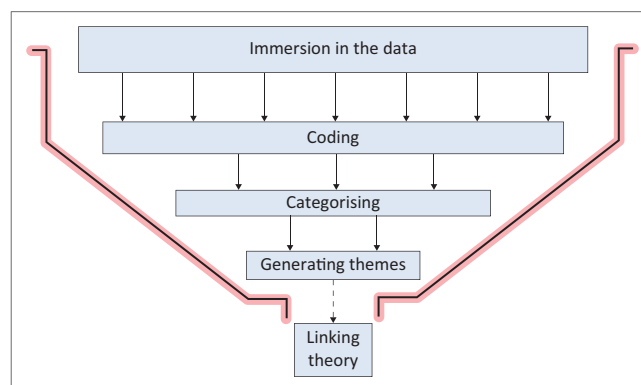 Immersion in the data
Coding
Categorising
Generating themes
Linking
theory